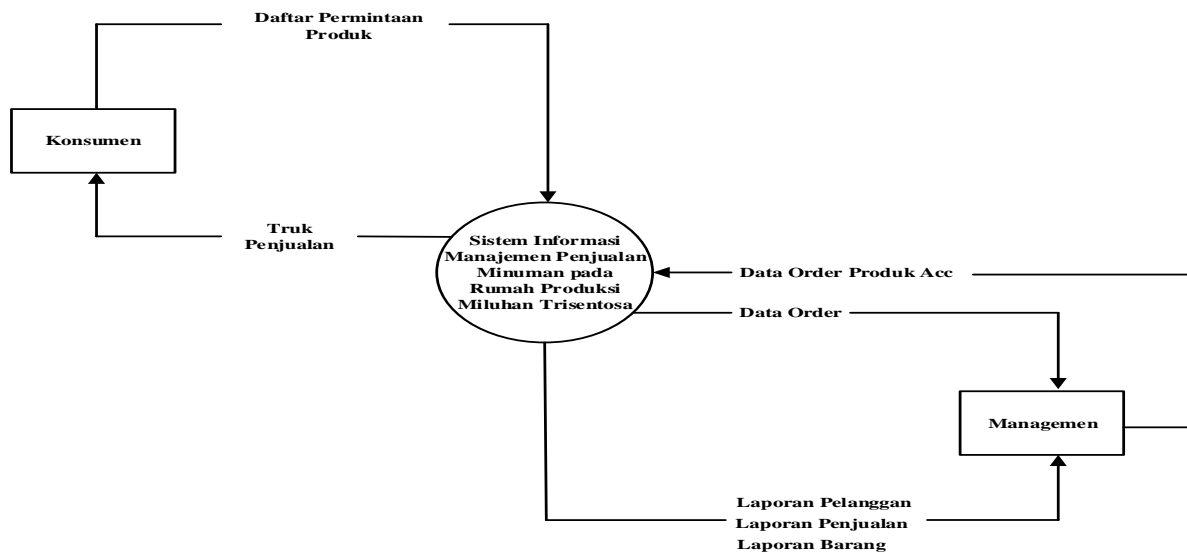 Daftar Permintaan
Produk
Konsumen
Truk
Penjualan
Sistem Informasi
Manajemen Penjualan
Minuman pada
Rumah Produksi
Miluhan Trisentosa
Data Order Produk Acc
Data Order
Managemen
Laporan Pelanggan
Laporan Penjualan
Laporan Barang